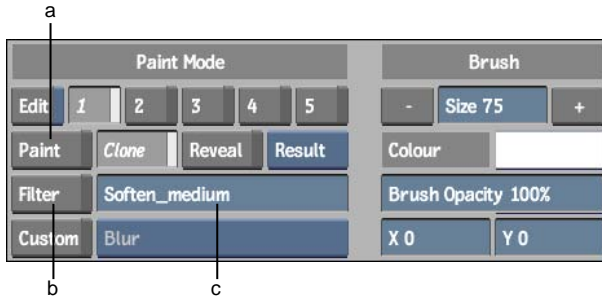 a
Paint Mode Brush
Edit 1 2 3 4 5 - Size 75 +
Paint Clone Reveal Result Colour
Filter Soften_medium Brush Opacity 100%
Custom Blur X 0 Y 0
b c